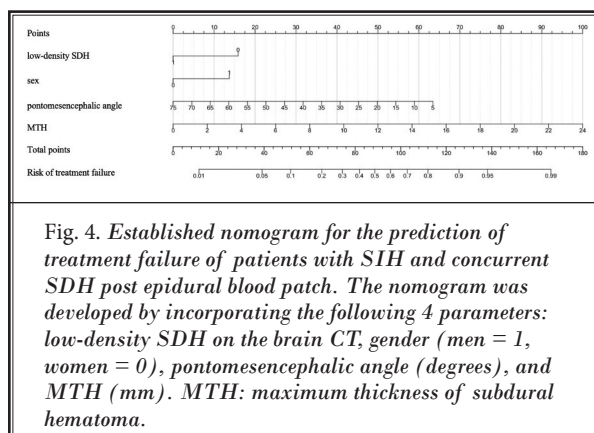 Points
0 10 20 30 40 50 60 70 80 90 100
low-density SDH
0
1
sex
1
0
pontomesencephalic angle
75 70 65 60 55 50 45 40 35 30 25 20 15 10 5
MTH
0 2 4 6 8 10 12 14 16 18 20 22 24
Total points
0 20 40 60 80 100 120 140 160 180
Risk of treatment failure
0.01 0.05 0.1 0.2 0.3 0.4 0.5 0.6 0.7 0.8 0.9 0.95 0.99
Fig. 4. Established nomogram for the prediction of
treatment failure of patients with SIH and concurrent
SDH post epidural blood patch. The nomogram was
developed by incorporating the following 4 parameters:
low-density SDH on the brain CT, gender (men = 1,
women = 0), pontomesencephalic angle (degrees), and
MTH (mm). MTH: maximum thickness of subdural
hematoma.